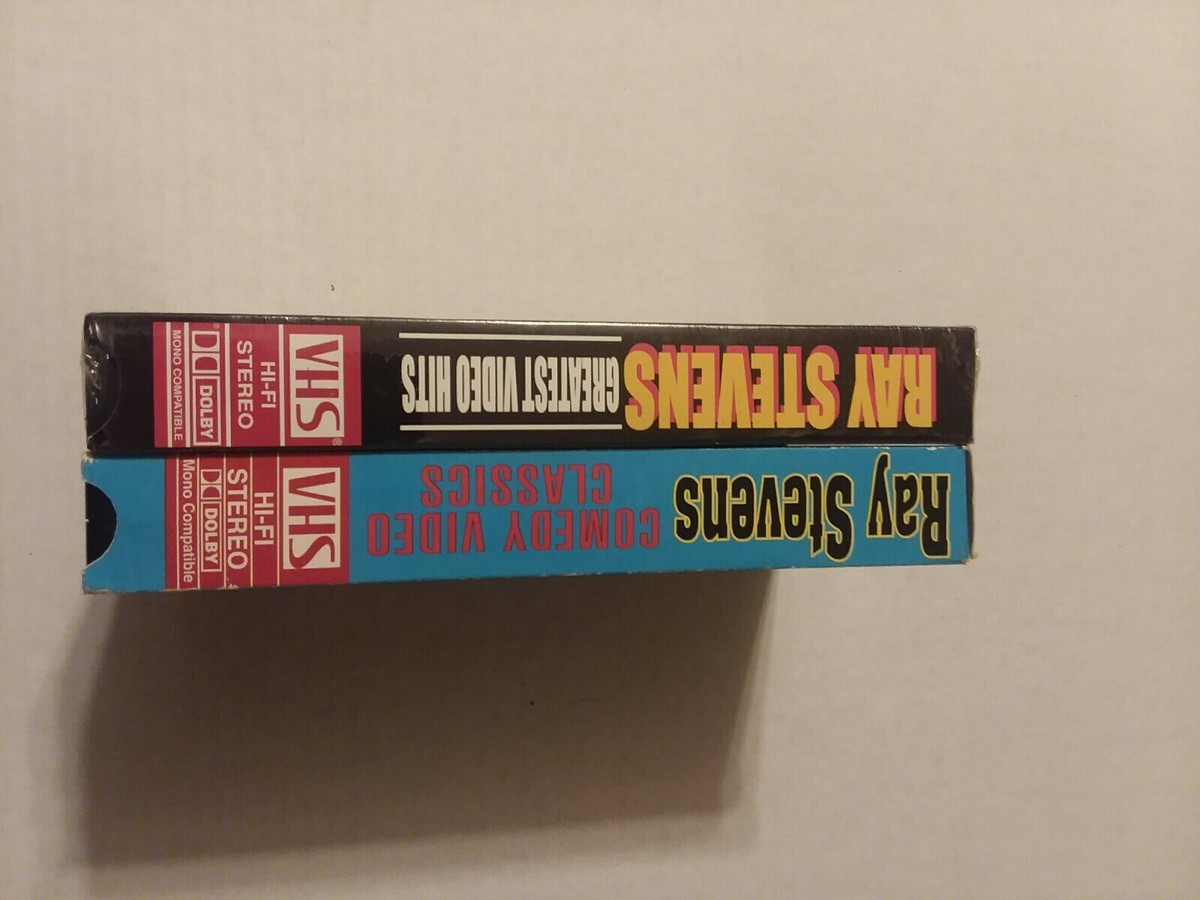 RAY STEVENS
GREATEST VIDEO HITS
VHS®
HI-FI
STEREO
DOLBY®
MONO COMPATIBLE
Ray Stevens
COMEDY VIDEO
CLASSICS
VHS
HI-FI
STEREO
DOLBY
Mono Compatible